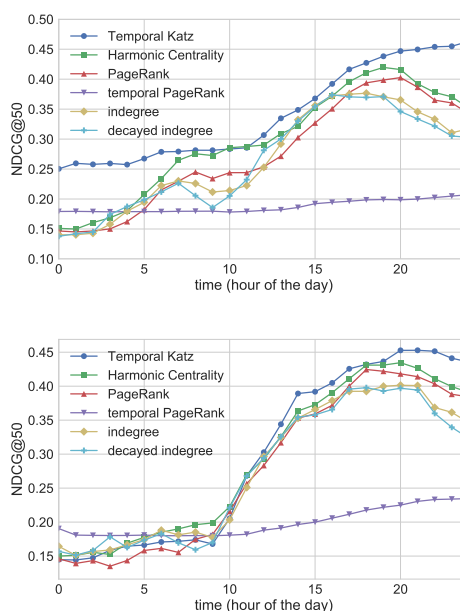 0.50
0.45
0.40
0.35
0.30
0.25
0.20
0.15
0.10
NDCG@50
Temporal Katz
Harmonic Centrality
PageRank
temporal PageRank
indegree
decayed indegree
0 5 10 15 20
time (hour of the day)
0.45
0.40
0.35
0.30
0.25
0.20
0.15
NDCG@50
Temporal Katz
Harmonic Centrality
PageRank
temporal PageRank
indegree
decayed indegree
0 5 10 15 20
time (hour of the day)